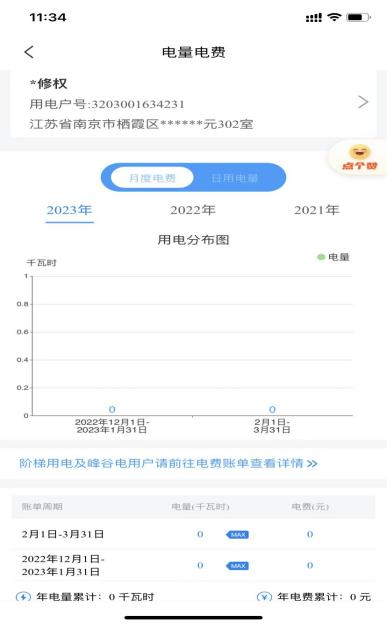 11:34
电量电费
*修权
用电户号:3203001634231
江苏省南京市栖霞区******元302室
点个赞
月度电费 日用电量
2023年 2022年 2021年
用电分布图
电量
千瓦时
1
0.8
0.6
0.4
0.2
0
0 0
2022年12月1日-
2023年1月31日
2月1日-
3月31日
阶梯用电及峰谷电用户请前往电费账单查看详情»
账单周期 电量(千瓦时) 电费(元)
2月1日-3月31日 0 MAX 0
2022年12月1日-
2023年1月31日 0 MAX 0
年电量累计：0 千瓦时 ¥ 年电费累计：0 元